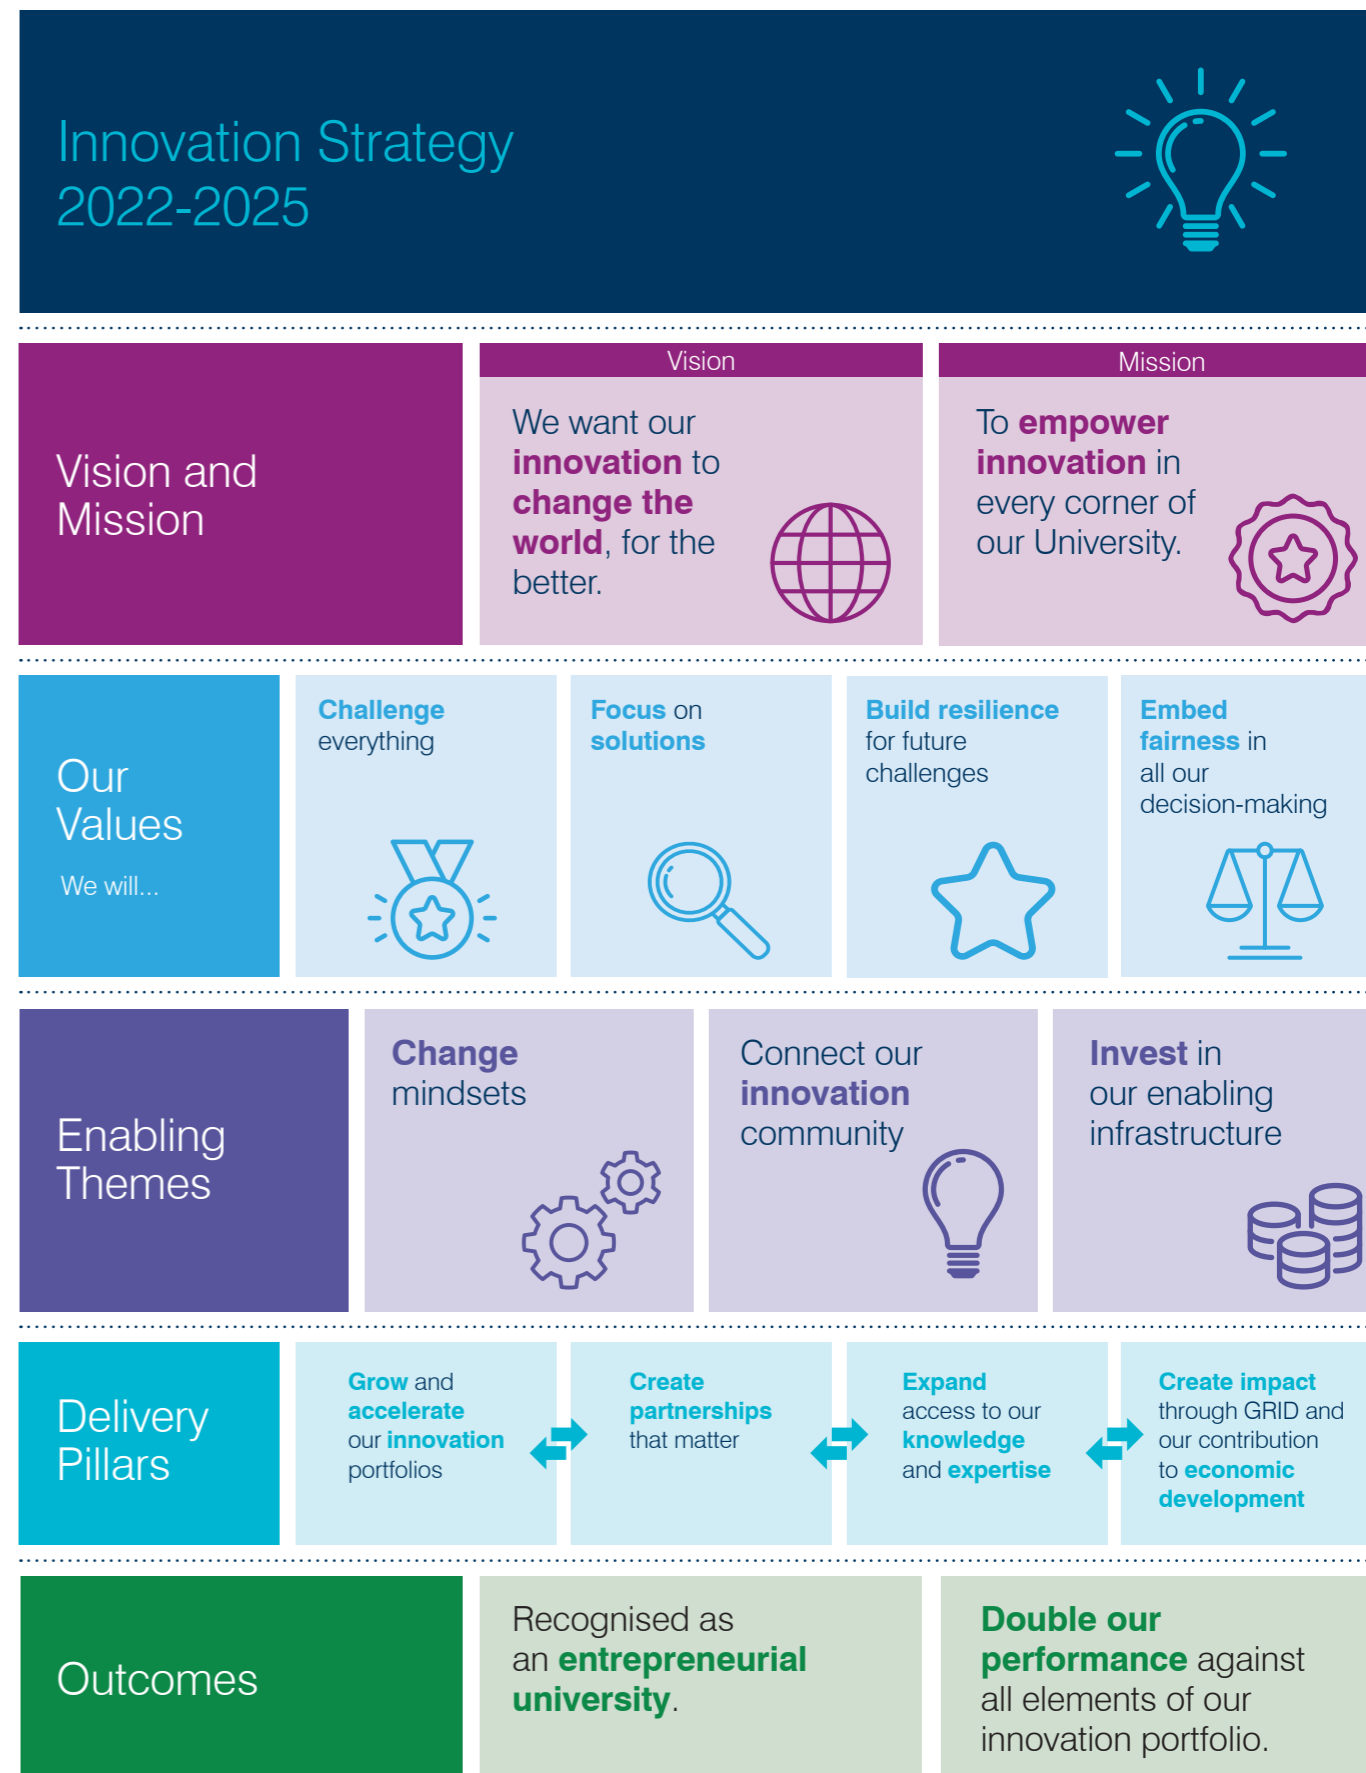 Innovation Strategy
2022-2025
Vision and
Mission
Vision
We want our
innovation to
change the
world, for the
better.
Mission
To empower
innovation in
every corner of
our University.
Our
Values
We will...
Challenge
everything
Focus on
solutions
Build resilience
for future
challenges
Embed
fairness in
all our
decision-making
Enabling
Themes
Change
mindsets
Connect our
innovation
community
Invest in
our enabling
infrastructure
Delivery
Pillars
Grow and
accelerate
our innovation
portfolios
Create
partnerships
that matter
Expand
access to our
knowledge
and expertise
Create impact
through GRID and
our contribution
to economic
development
Outcomes
Recognised as
an entrepreneurial
university.
Double our
performance against
all elements of our
innovation portfolio.